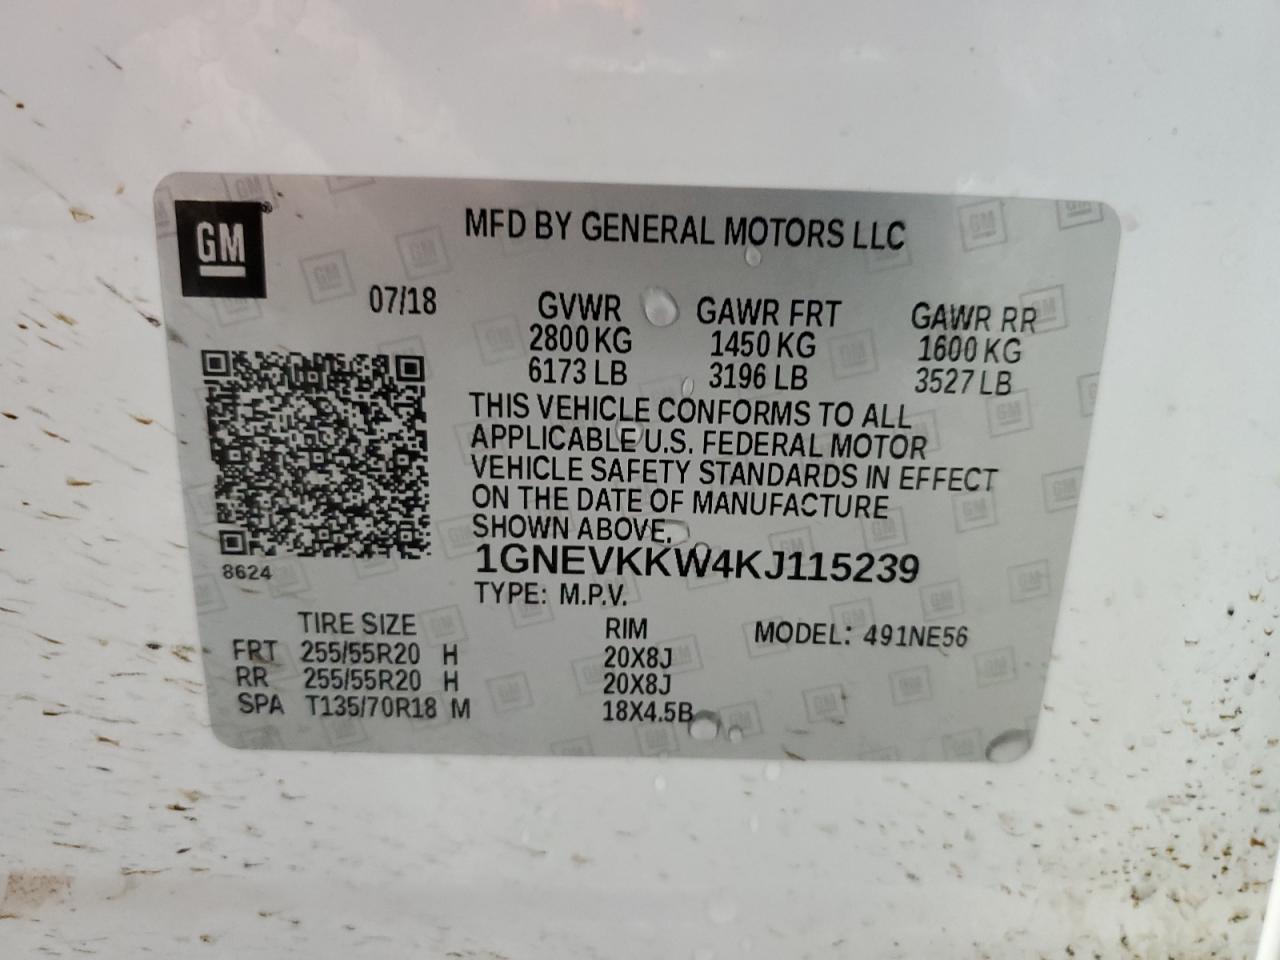 GM
MFD BY GENERAL MOTORS LLC
07/18 GVWR GAWR FRT GAWR RR
2800 KG 1450 KG 1600 KG
6173 LB 3196 LB 3527 LB
THIS VEHICLE CONFORMS TO ALL
APPLICABLE U.S. FEDERAL MOTOR
VEHICLE SAFETY STANDARDS IN EFFECT
ON THE DATE OF MANUFACTURE
SHOWN ABOVE.
1GNEVKKW4KJ115239
8624
TYPE: M.P.V.
TIRE SIZE RIM MODEL: 491NE56
FRT 255/55R20 H 20X8J
RR 255/55R20 H 20X8J
SPA T135/70R18 M 18X4.5B